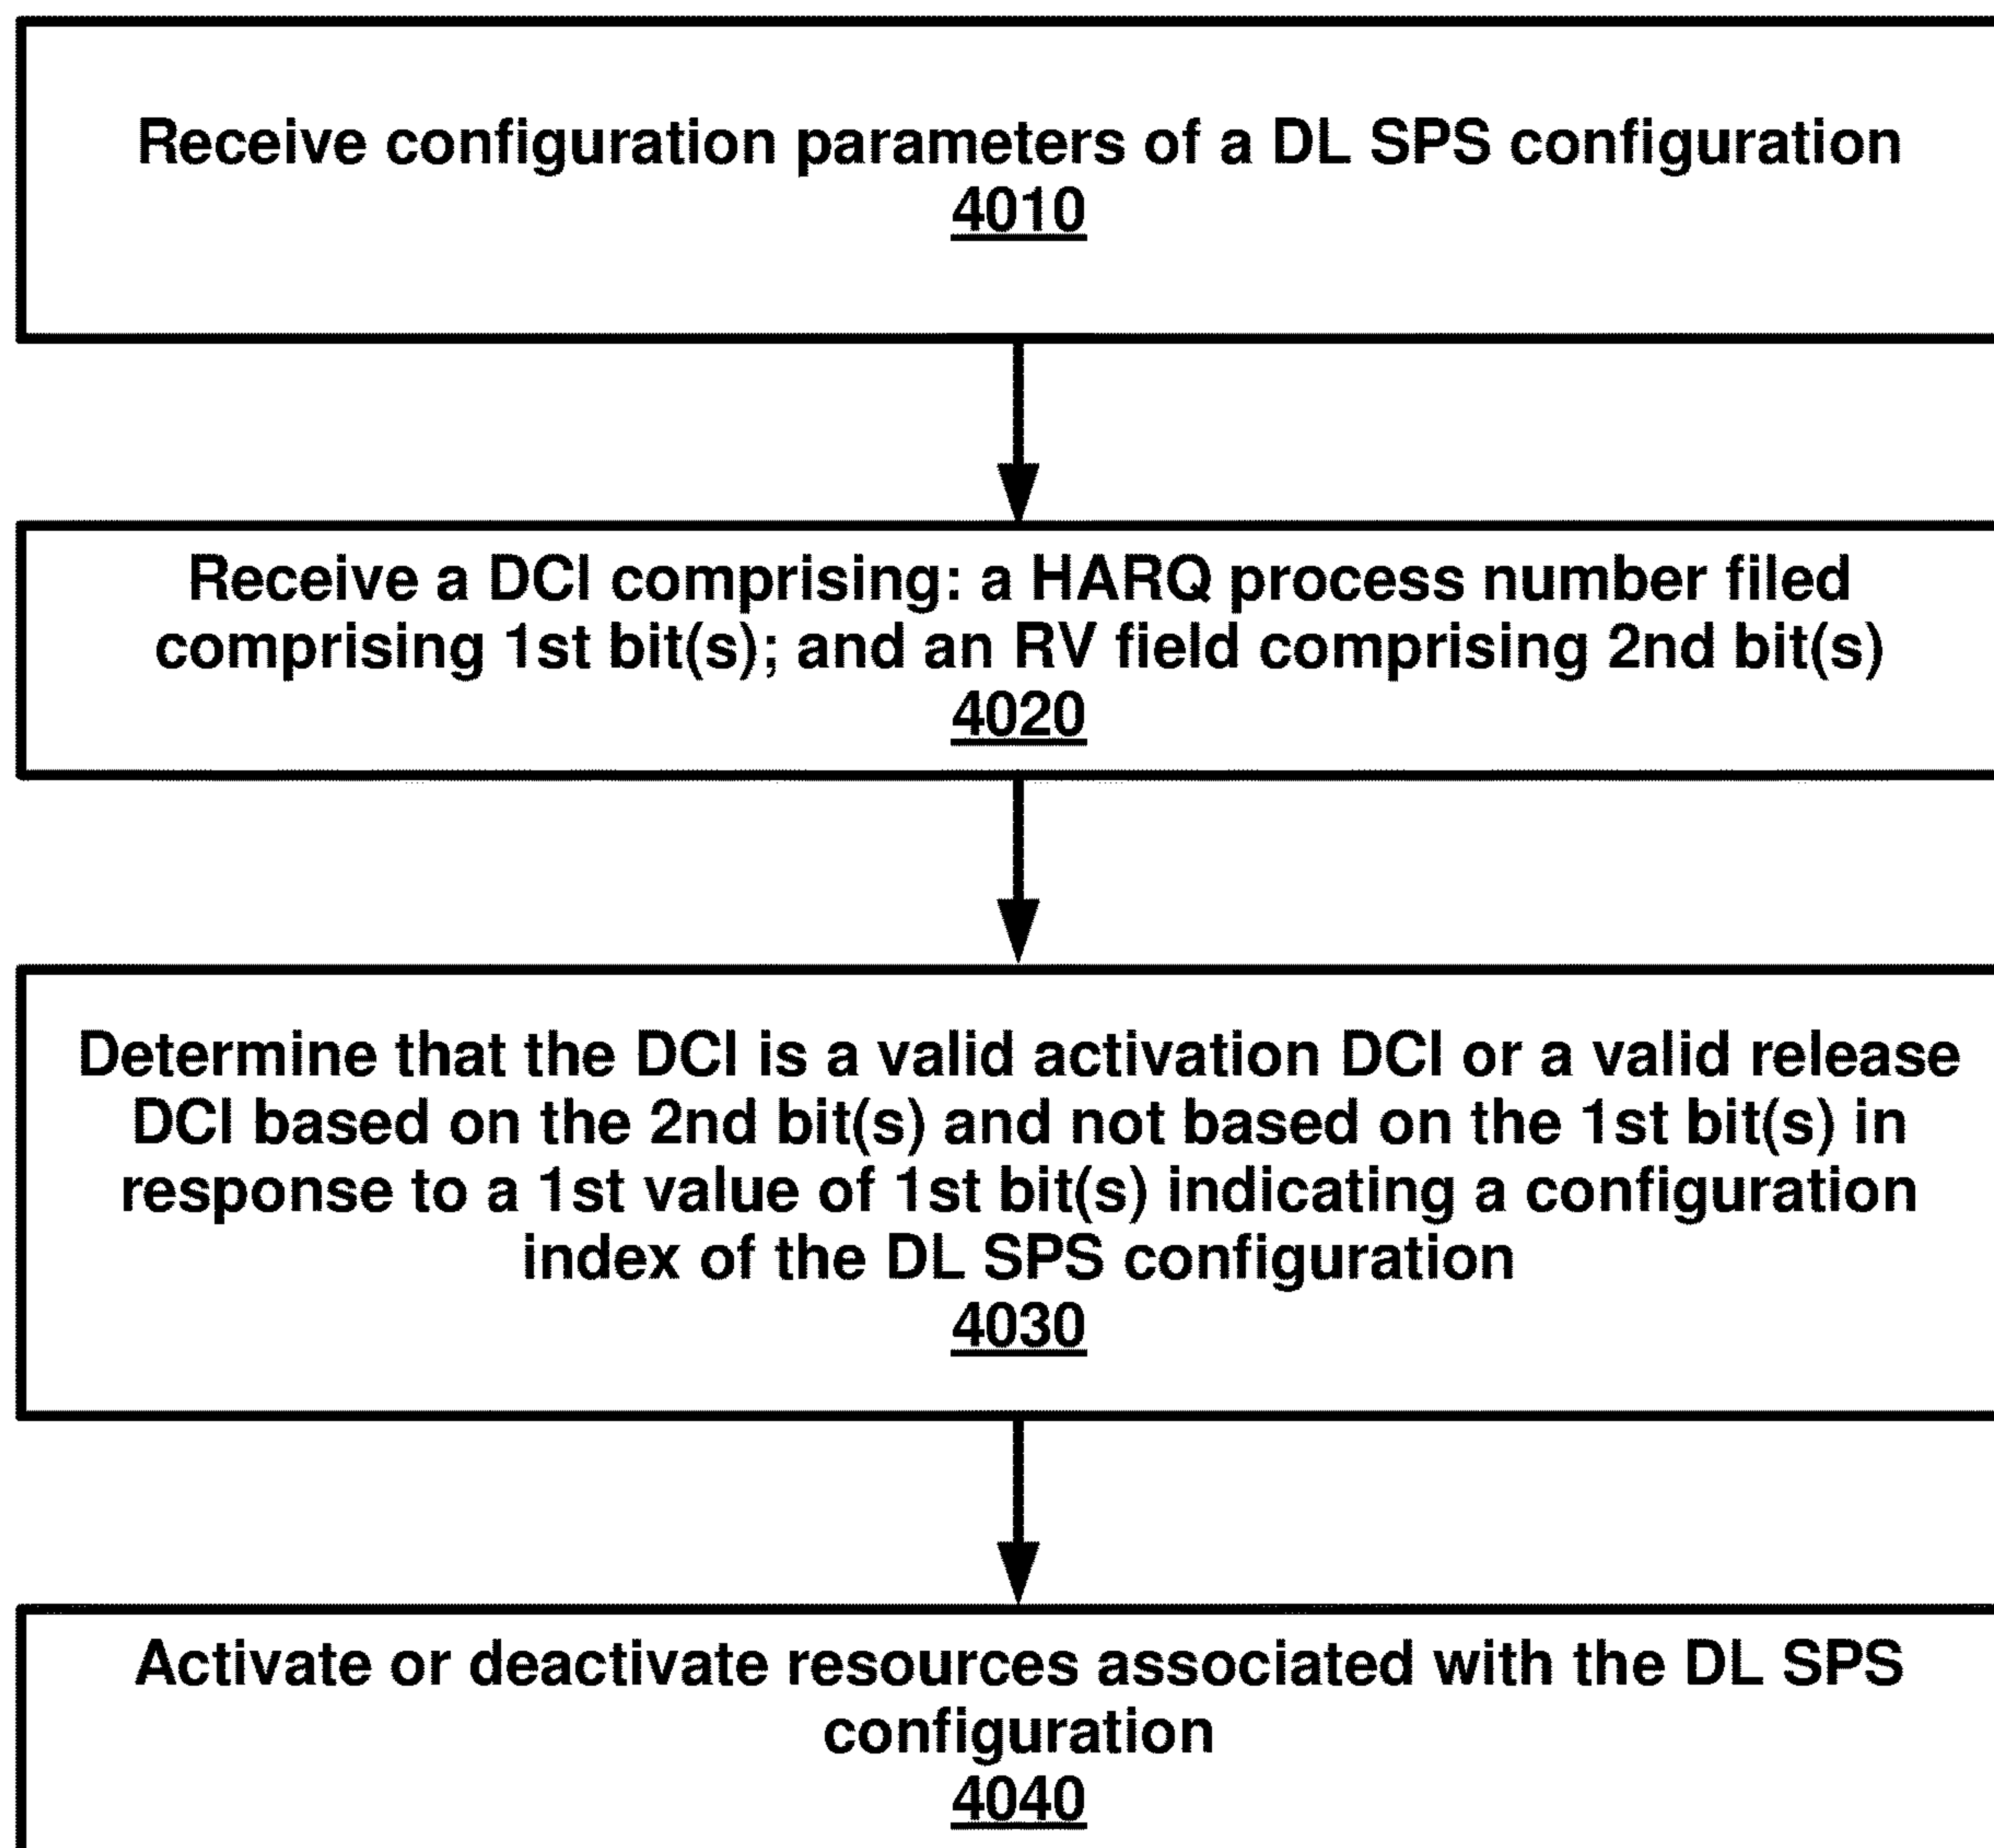 Receive configuration parameters of a DL SPS configuration
4010
Receive a DCI comprising: a HARQ process number filed
comprising 1st bit(s); and an RV field comprising 2nd bit(s)
4020
Determine that the DCI is a valid activation DCI or a valid release
DCI based on the 2nd bit(s) and not based on the 1st bit(s) in
response to a 1st value of 1st bit(s) indicating a configuration
index of the DL SPS configuration
4030
Activate or deactivate resources associated with the DL SPS
configuration
4040